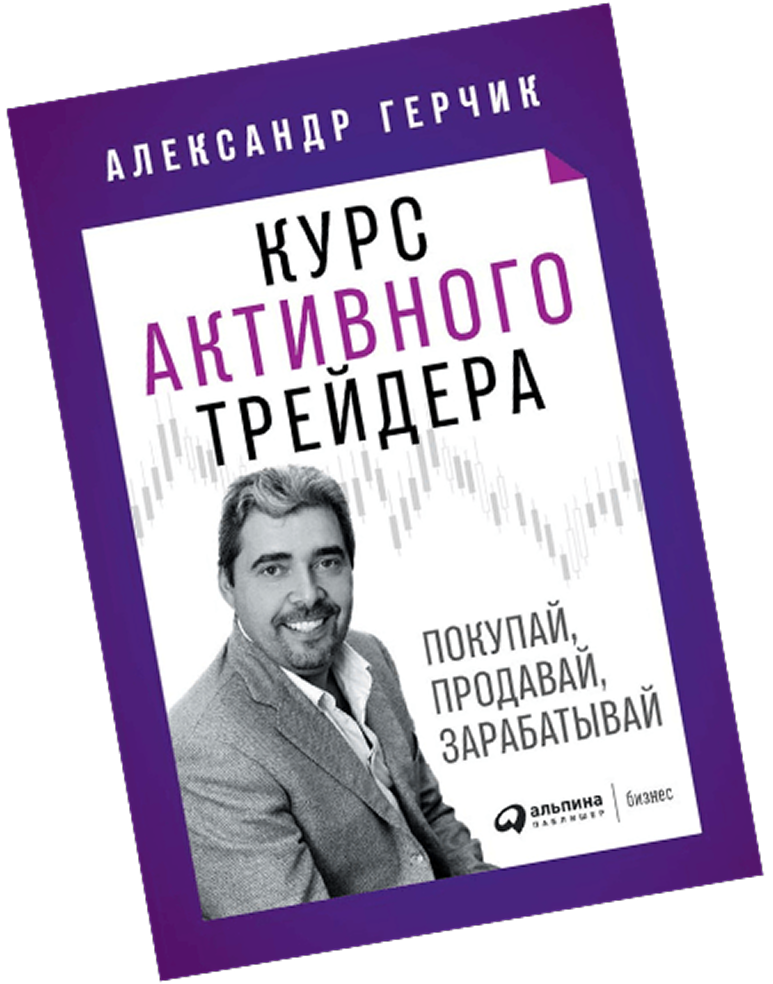 АЛЕКСАНДР ГЕРЧИК
КУРС
АКТИВНОГО
ТРЕЙДЕРА
ПОКУПАЙ,
ПРОДАВАЙ,
ЗАРАБАТЫВАЙ
альпина
ПАБЛИШЕР
бизнес